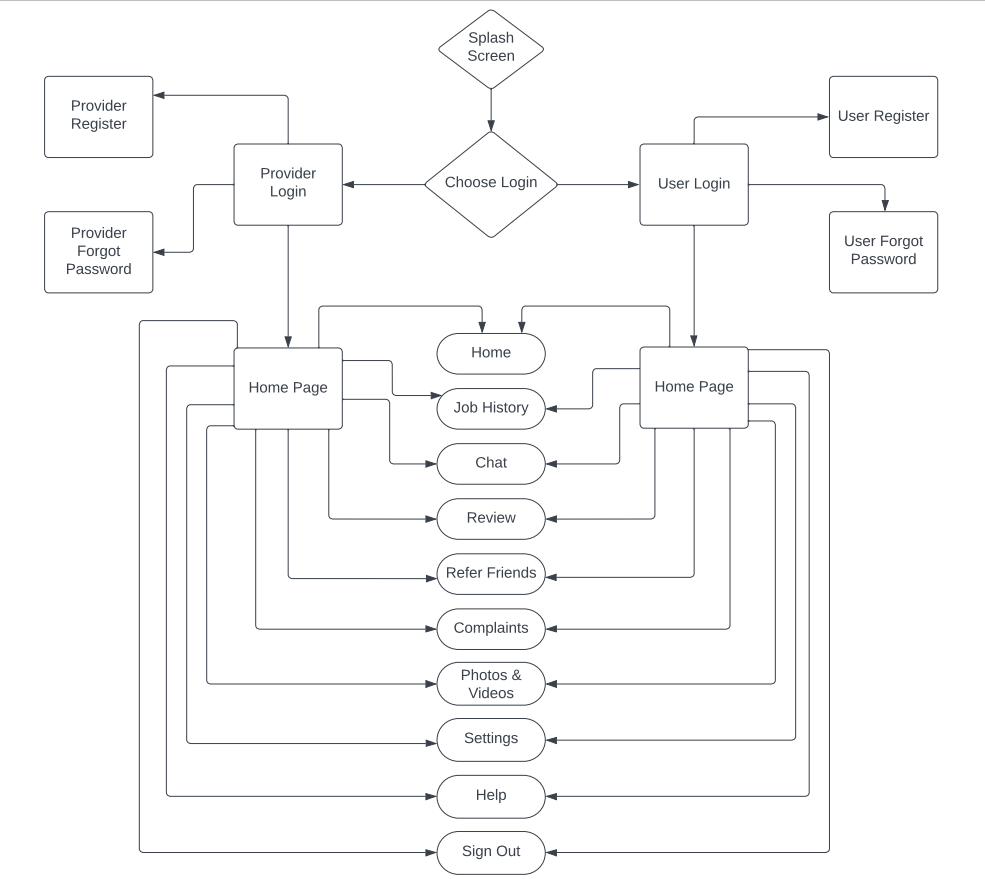 Splash
Screen
Provider
Register
User Register
Provider
Login
Choose Login
User Login
Provider
Forgot
Password
User Forgot
Password
Home
Home Page
Home Page
Job History
Chat
Review
Refer Friends
Complaints
Photos &
Videos
Settings
Help
Sign Out